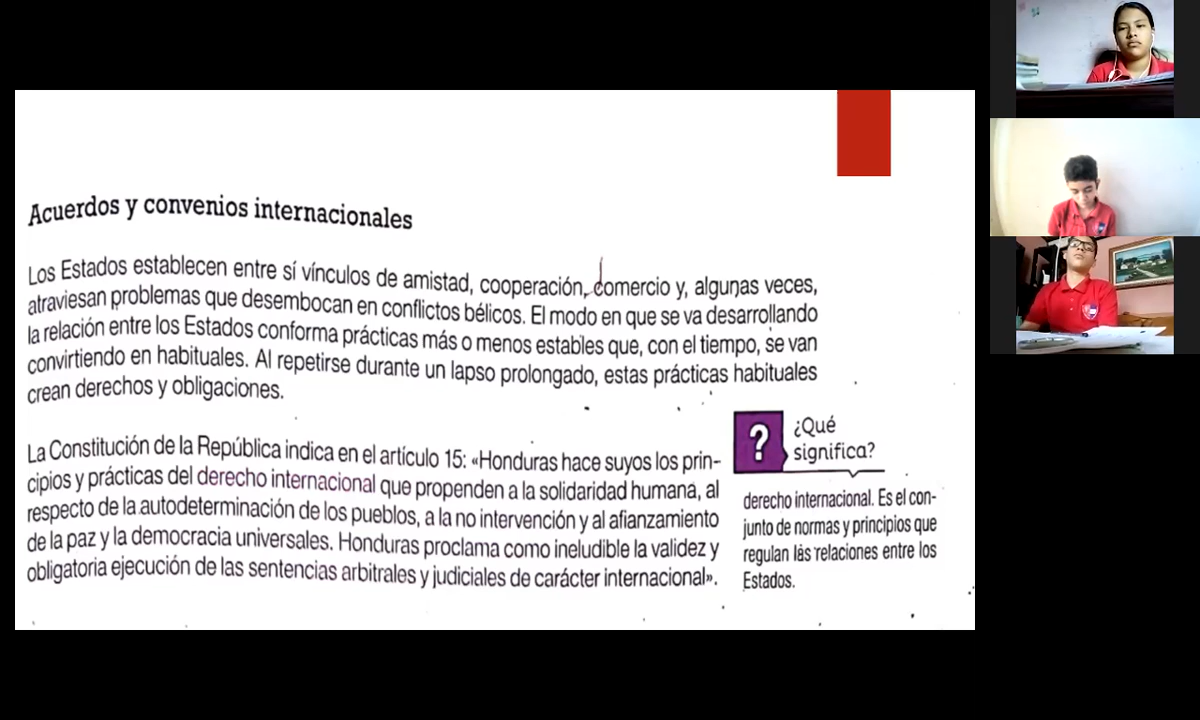 Acuerdos y convenios internacionales
Los Estados establecen entre sí vínculos de amistad, cooperación, comercio y, algunas veces,
atraviesan problemas que desembocan en conflictos bélicos. El modo en que se va desarrollando
la relación entre los Estados conforma prácticas más o menos estables que, con el tiempo, se van
convirtiendo en habituales. Al repetirse durante un lapso prolongado, estas prácticas habituales
crean derechos y obligaciones.
La Constitución de la República indica en el artículo 15: «Honduras hace suyos los prin-
cipios y prácticas del derecho internacional que propenden a la solidaridad humana, al
respecto de la autodeterminación de los pueblos, a la no intervención y al afianzamiento
de la paz y la democracia universales. Honduras proclama como ineludible la validez y
obligatoria ejecución de las sentencias arbitrales y judiciales de carácter internacional».
?
¿Qué
significa?
derecho internacional. Es el con-
junto de normas y principios que
regulan las relaciones entre los
Estados.